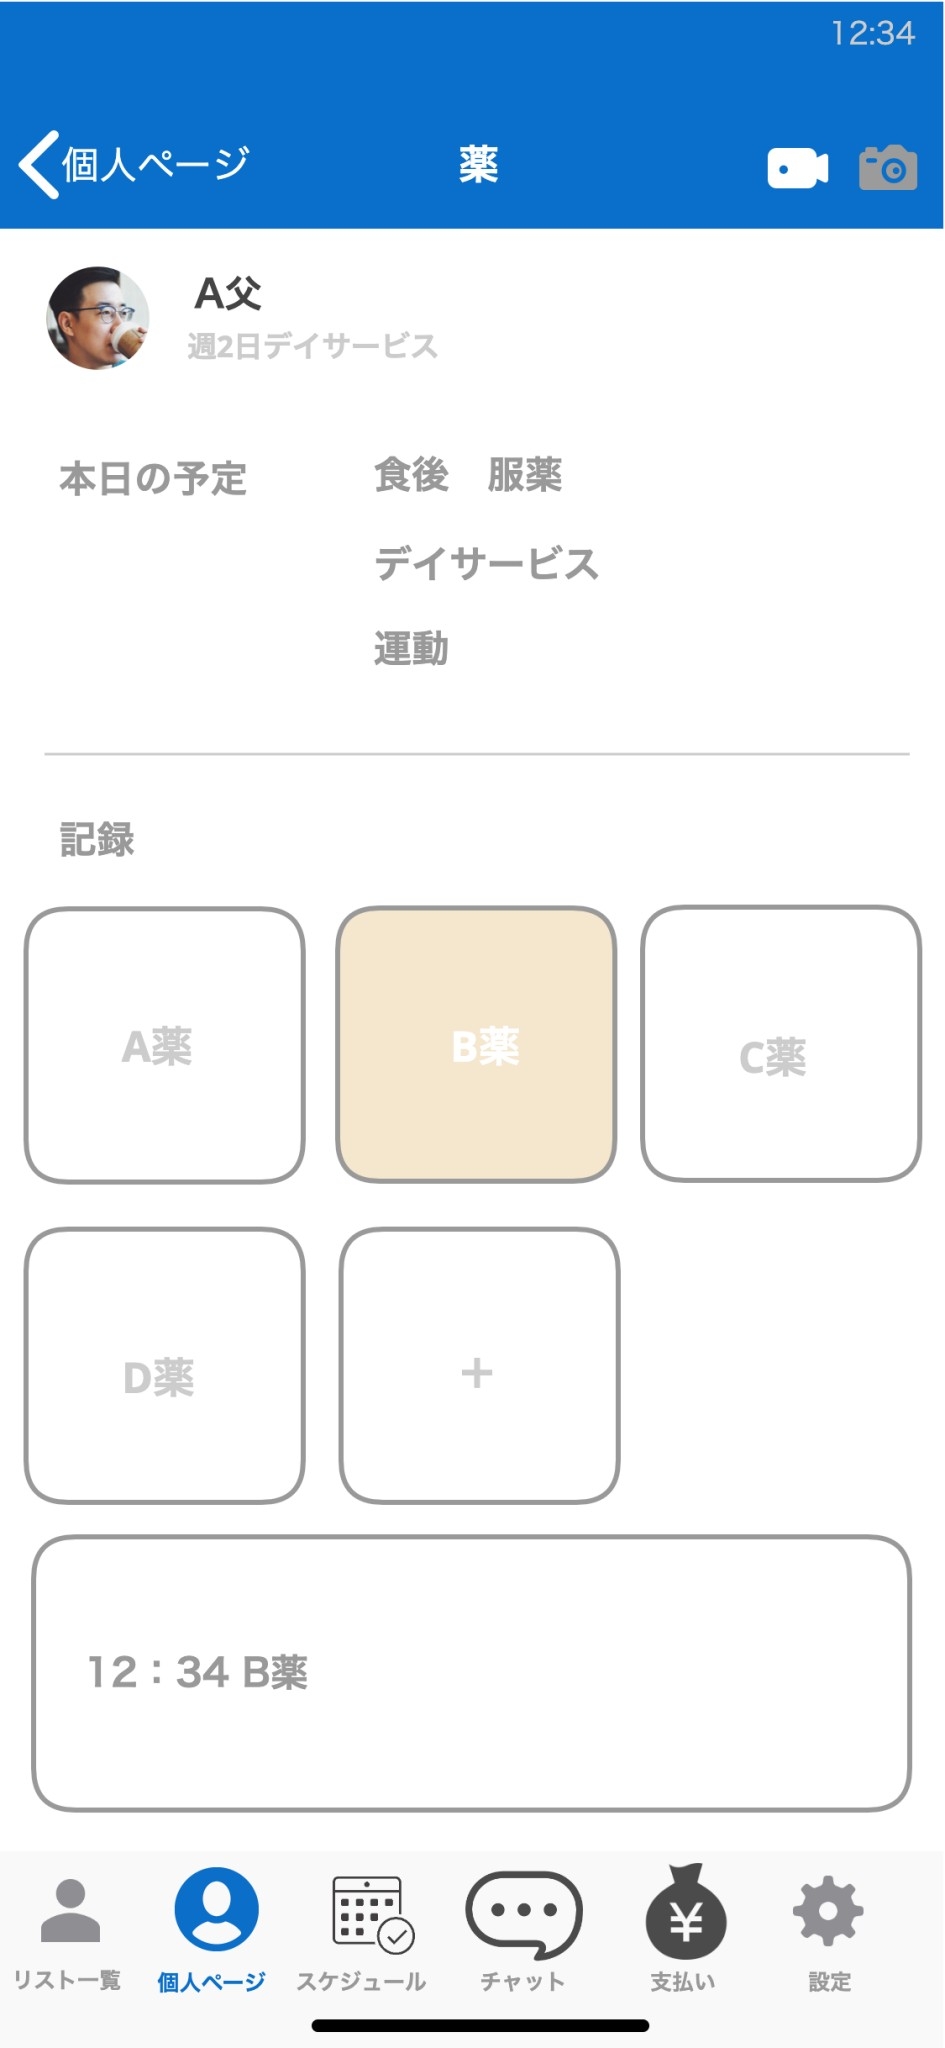 12:34
個人ページ
薬
A父
週2日デイサービス
本日の予定
食後　服薬
デイサービス
運動
記録
A薬
B薬
C薬
D薬
+
12：34 B薬
¥
リスト一覧
個人ページ
スケジュール
チャット
支払い
設定